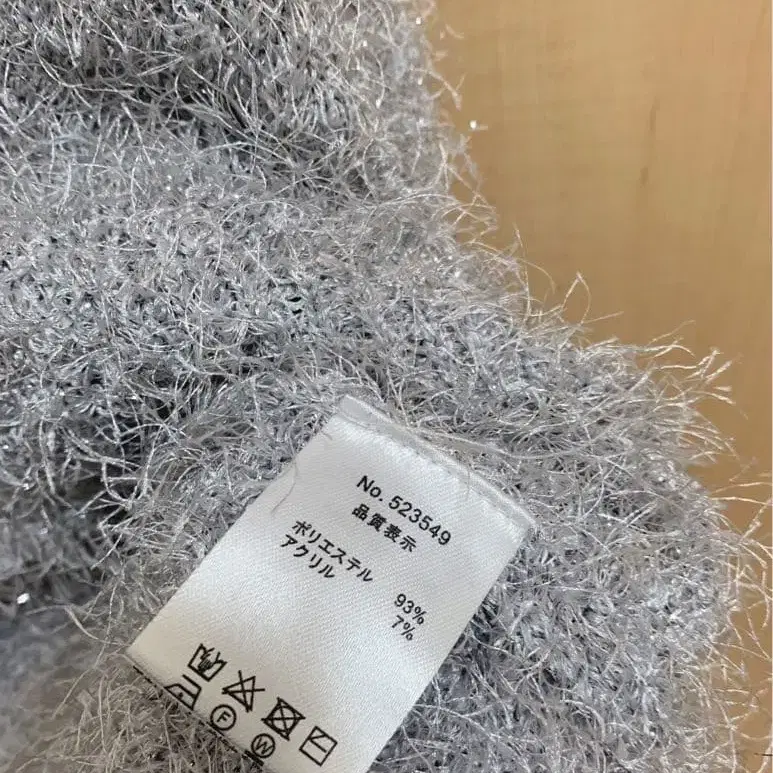 No. 523549
品質表示
ポリエステル 93%
アクリル 7%
F
W